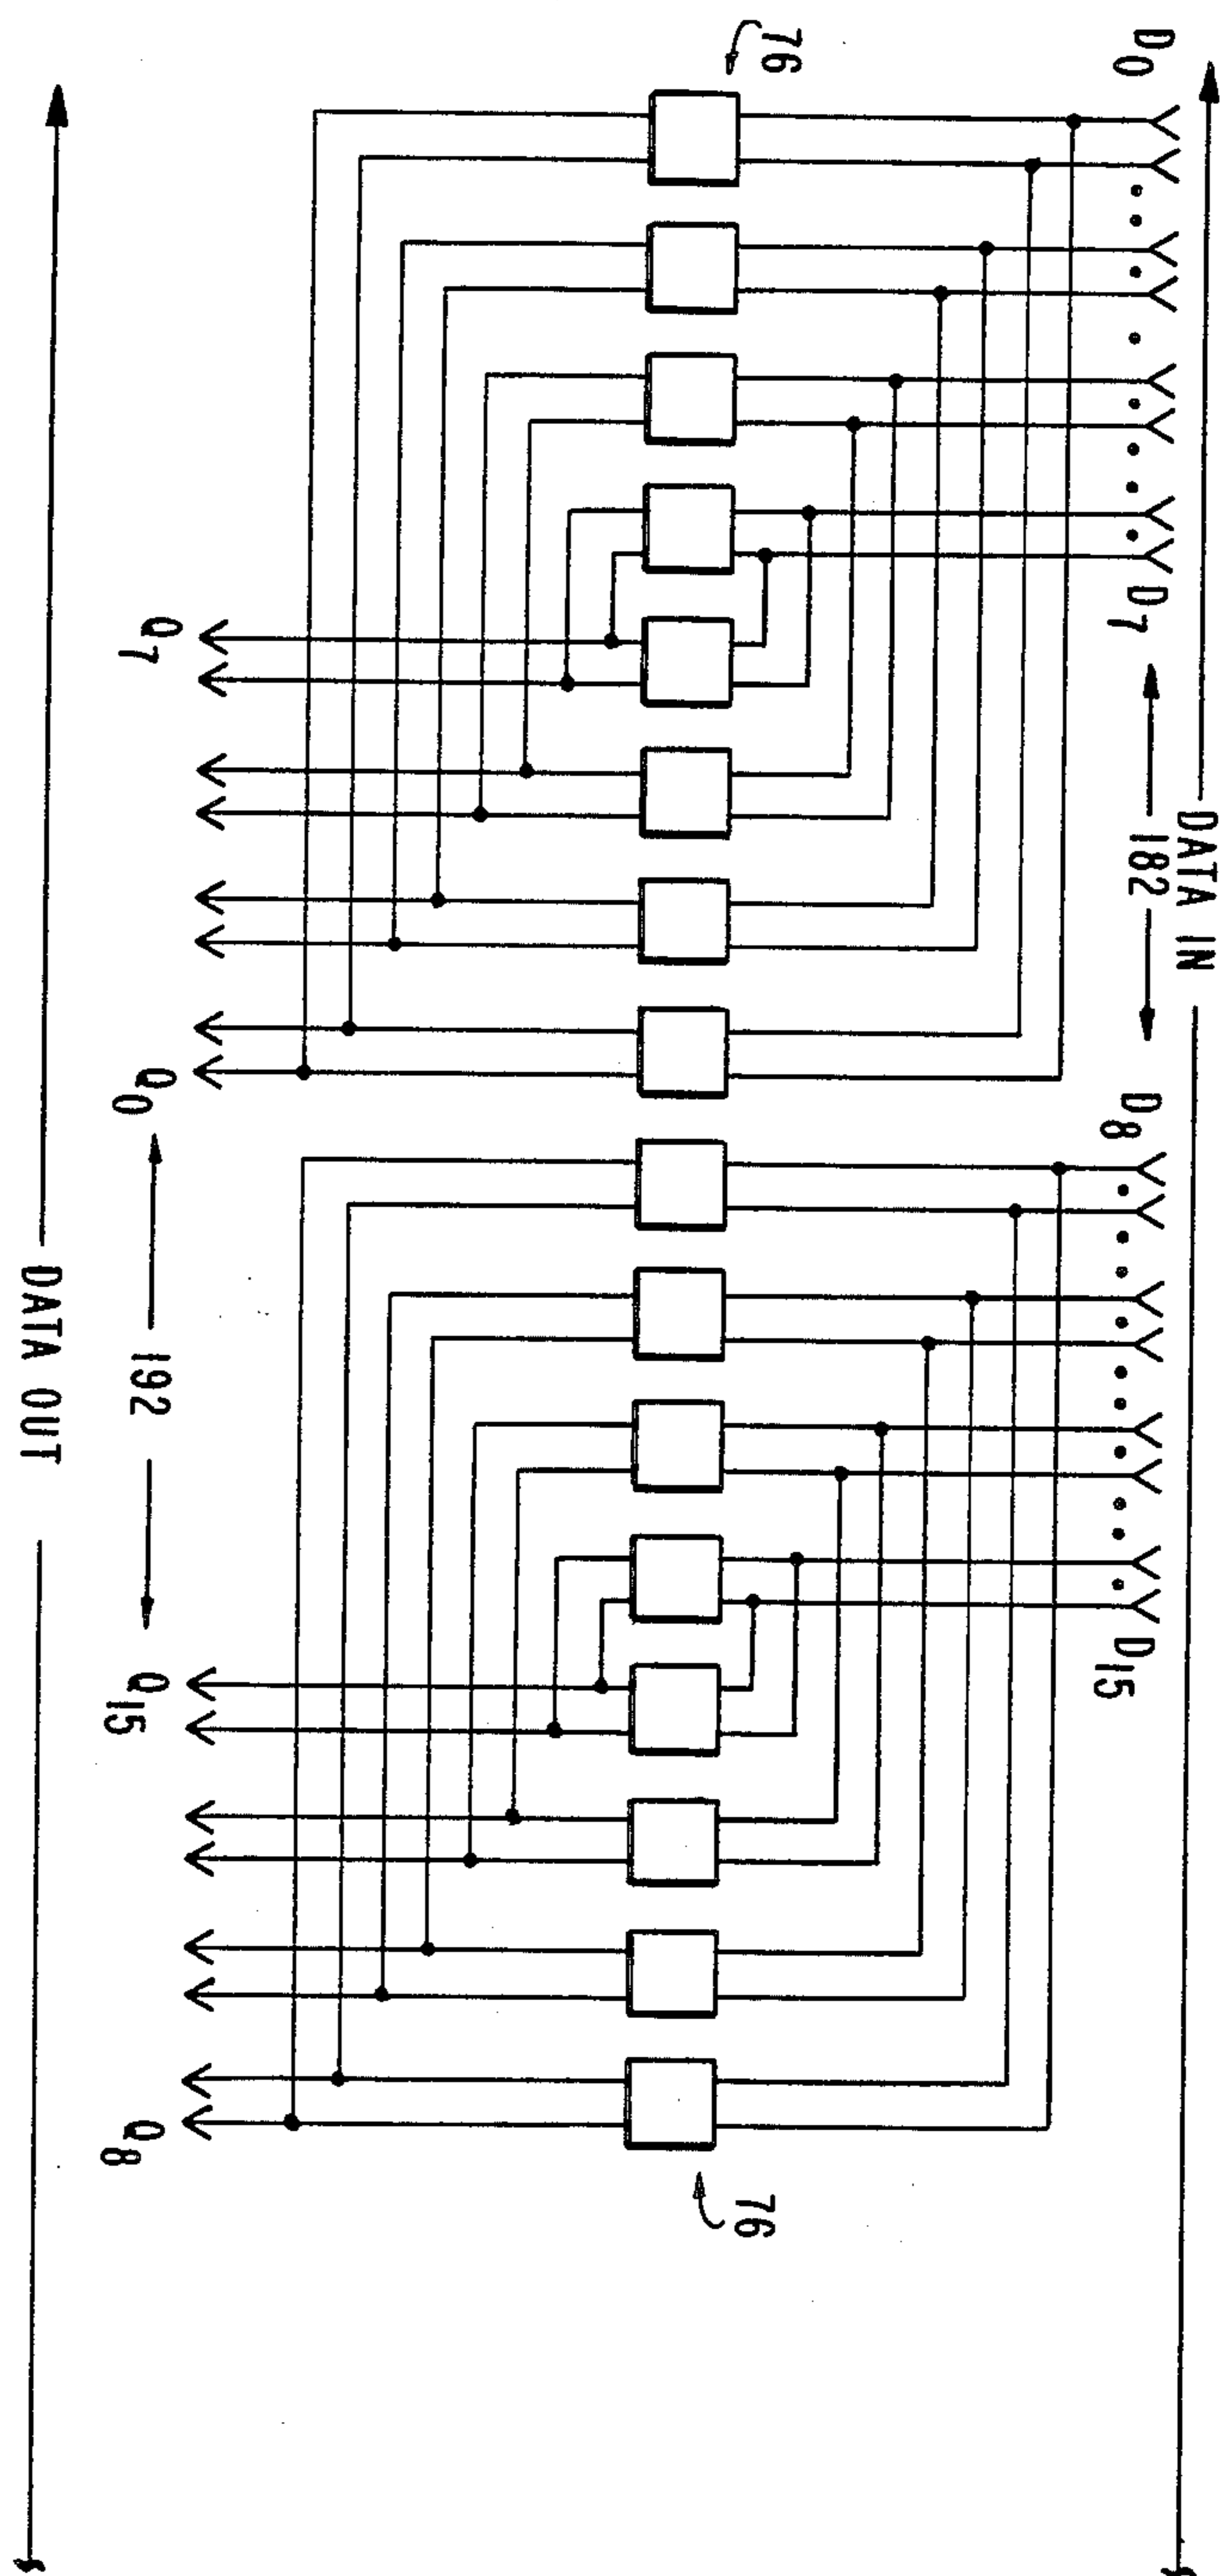 DATA IN
D0
D7
182
D8
D15
76
76
Q7
Q0
192
Q15
Q8
DATA OUT